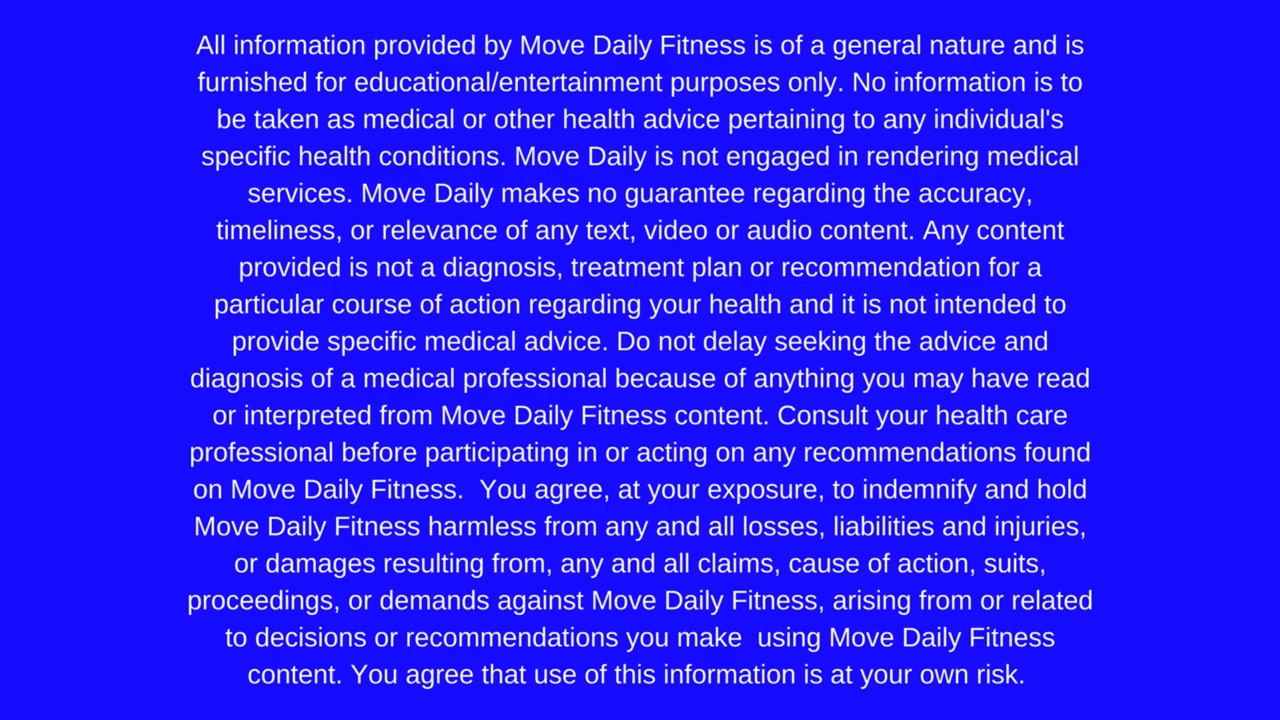 All information provided by Move Daily Fitness is of a general nature and is
furnished for educational/entertainment purposes only. No information is to
be taken as medical or other health advice pertaining to any individual's
specific health conditions. Move Daily is not engaged in rendering medical
services. Move Daily makes no guarantee regarding the accuracy,
timeliness, or relevance of any text, video or audio content. Any content
provided is not a diagnosis, treatment plan or recommendation for a
particular course of action regarding your health and it is not intended to
provide specific medical advice. Do not delay seeking the advice and
diagnosis of a medical professional because of anything you may have read
or interpreted from Move Daily Fitness content. Consult your health care
professional before participating in or acting on any recommendations found
on Move Daily Fitness.  You agree, at your exposure, to indemnify and hold
Move Daily Fitness harmless from any and all losses, liabilities and injuries,
or damages resulting from, any and all claims, cause of action, suits,
proceedings, or demands against Move Daily Fitness, arising from or related
to decisions or recommendations you make  using Move Daily Fitness
content. You agree that use of this information is at your own risk.